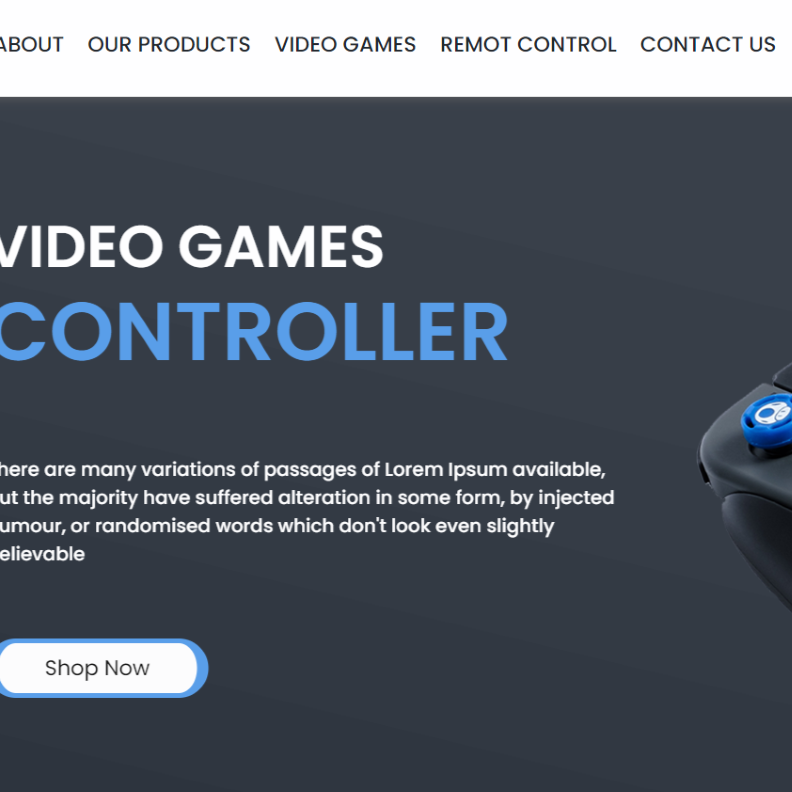 ABOUT OUR PRODUCTS VIDEO GAMES REMOT CONTROL CONTACT US
VIDEO GAMES
CONTROLLER
here are many variations of passages of Lorem Ipsum available,
ut the majority have suffered alteration in some form, by injected
umour, or randomised words which don't look even slightly
elievable
Shop Now